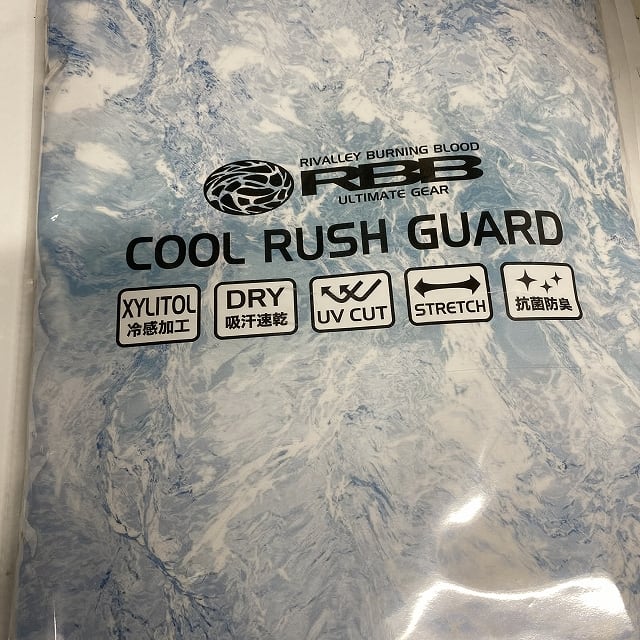 RIVALLEY BURNING BLOOD
RBB
ULTIMATE GEAR
COOL RUSH GUARD
XYLITOL
冷感加工
DRY
吸汗速乾
UV CUT
STRETCH
抗菌防臭